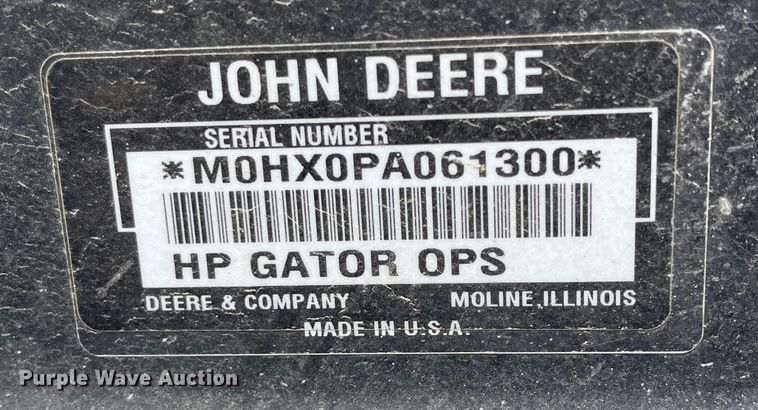 JOHN DEERE
SERIAL NUMBER
*M0HX0PA061300*
HP GATOR OPS
DEERE & COMPANY MOLINE, ILLINOIS
MADE IN U.S.A.
Purple Wave Auction